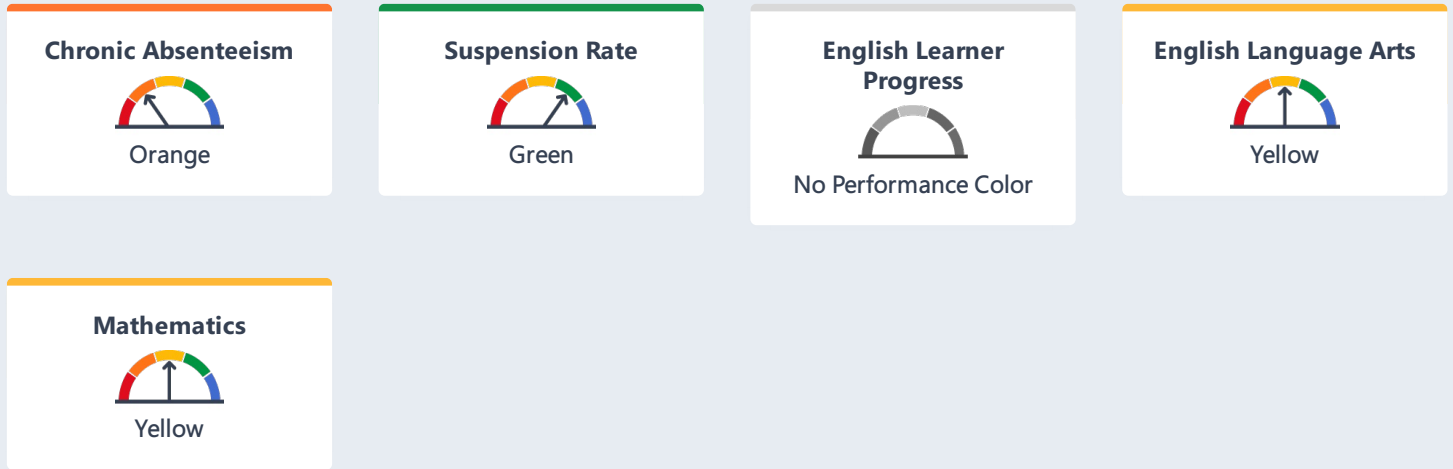 Chronic Absenteeism
Orange
Suspension Rate
Green
English Learner
Progress
No Performance Color
English Language Arts
Yellow
Mathematics
Yellow